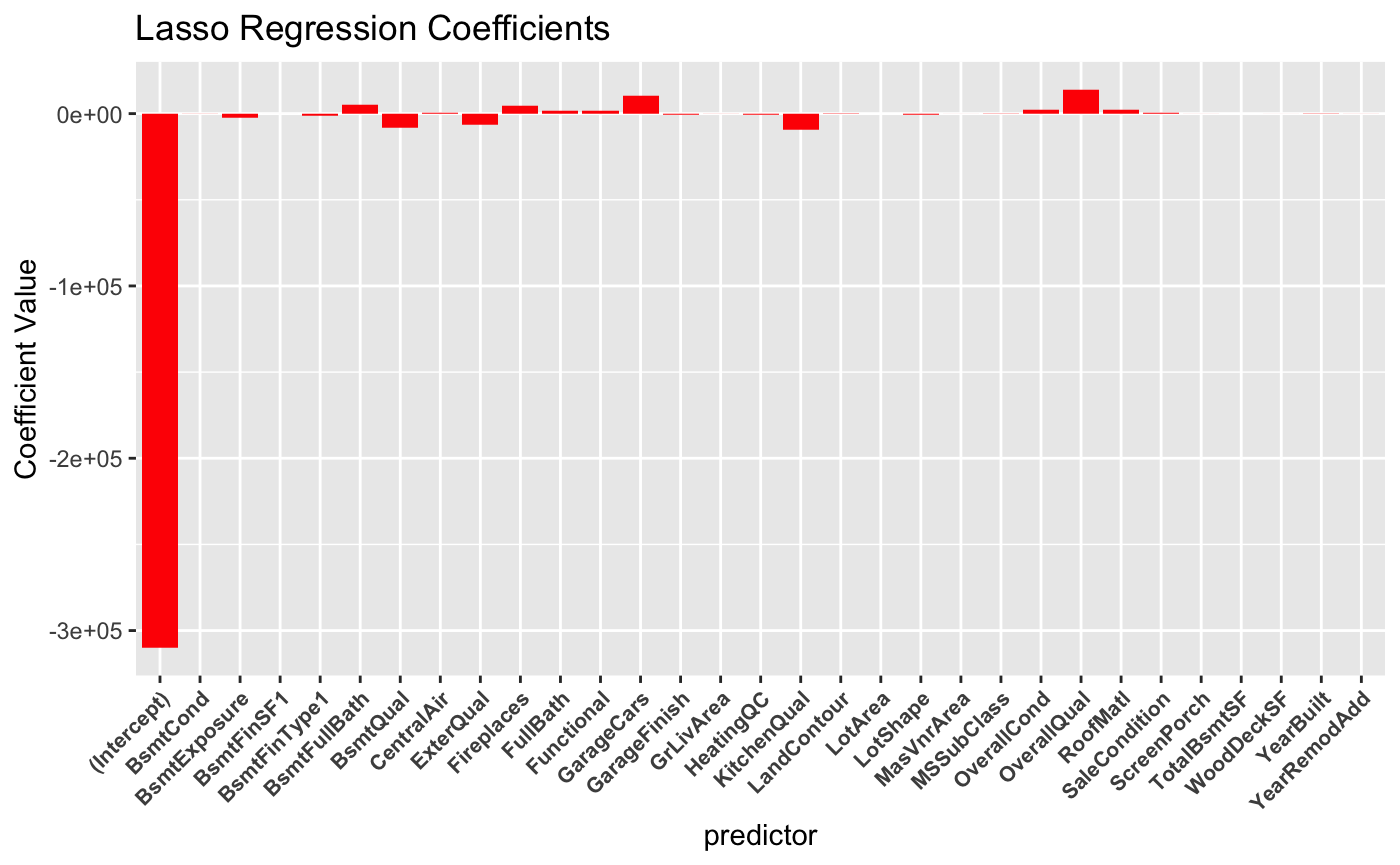 Lasso Regression Coefficients
Coefficient Value
0e+00
-1e+05
-2e+05
-3e+05
(Intercept)
BsmtCond
BsmtExposure
BsmtFinSF1
BsmtFinType1
BsmtFullBath
BsmtQual
CentralAir
ExterQual
Fireplaces
FullBath
Functional
GarageCars
GarageFinish
GrLivArea
HeatingQC
KitchenQual
LandContour
LotArea
LotShape
MasVnrArea
MSSubClass
OverallCond
OverallQual
RoofMatl
SaleCondition
ScreenPorch
TotalBsmtSF
WoodDeckSF
YearBuilt
YearRemodAdd
predictor